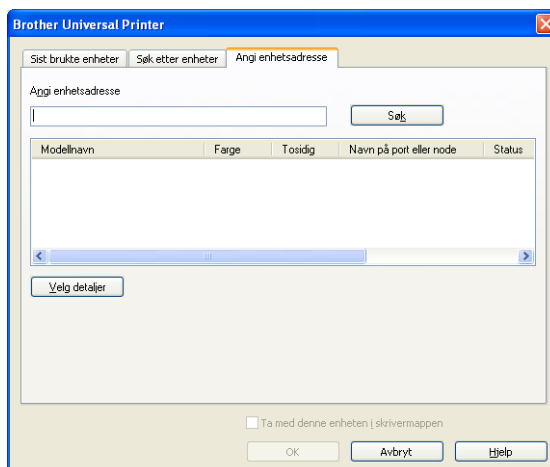 Brother Universal Printer
Sist brukte enheter Søk etter enheter Angi enhetsadresse
Angi enhetsadresse
Søk
Modellnavn Farge Tosidig Navn på port eller node Status
Velg detaljer
Ta med denne enheten i skrivermappen
OK Avbryt Hjelp